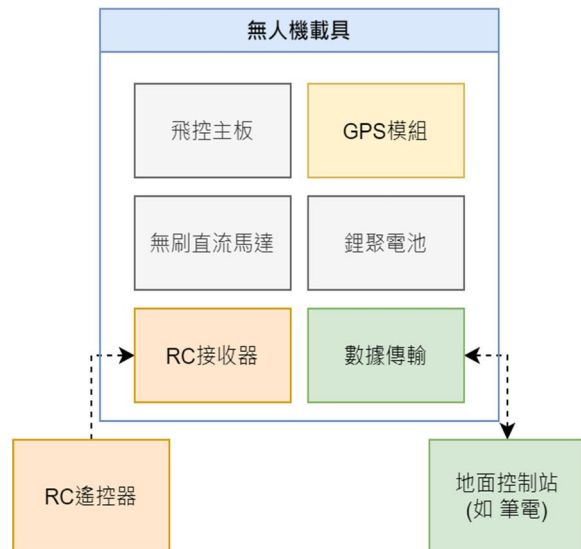 無人機載具
飛控主板
GPS模組
無刷直流馬達
鋰聚電池
RC接收器
數據傳輸
RC遙控器
地面控制站
(如 筆電)